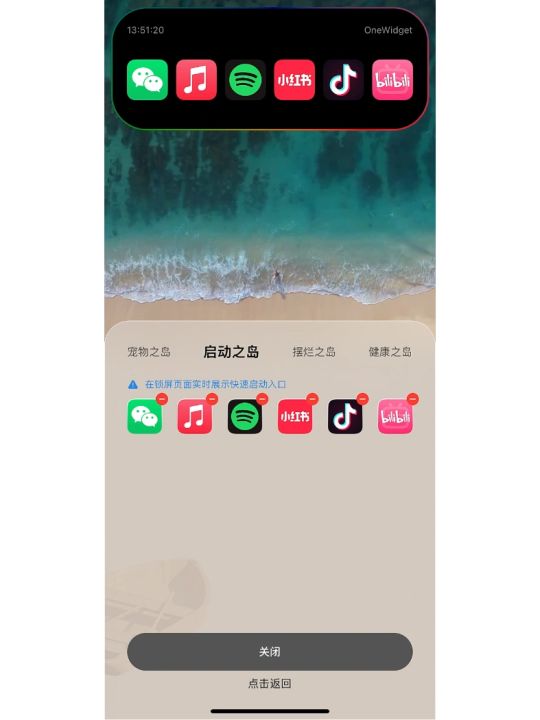 13:51:20 OneWidget
小红书 bilibili
宠物之岛 启动之岛 摆烂之岛 健康之岛
在锁屏页面实时展示快速启动入口
小红书 bilibili
关闭
点击返回